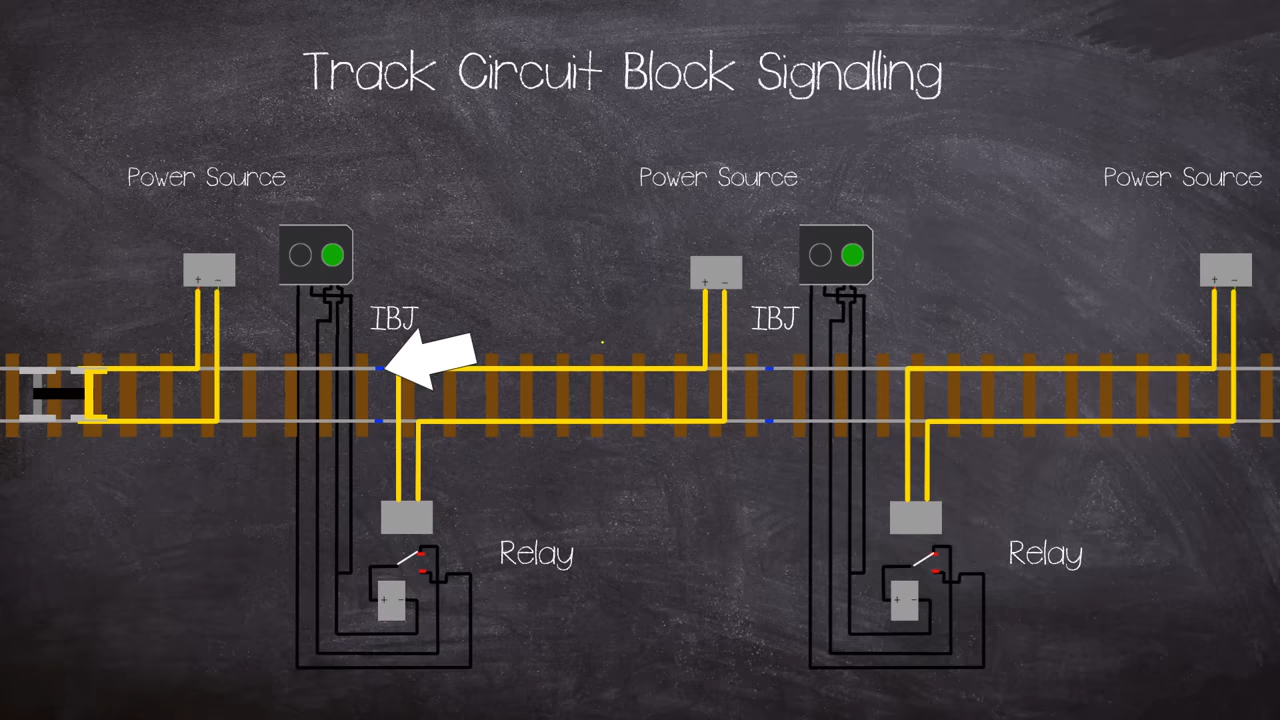 Track Circuit Block Signalling
Power Source
Power Source
Power Source
+ -
+ -
+ -
IBJ
IBJ
Relay
Relay
+ -
+ -